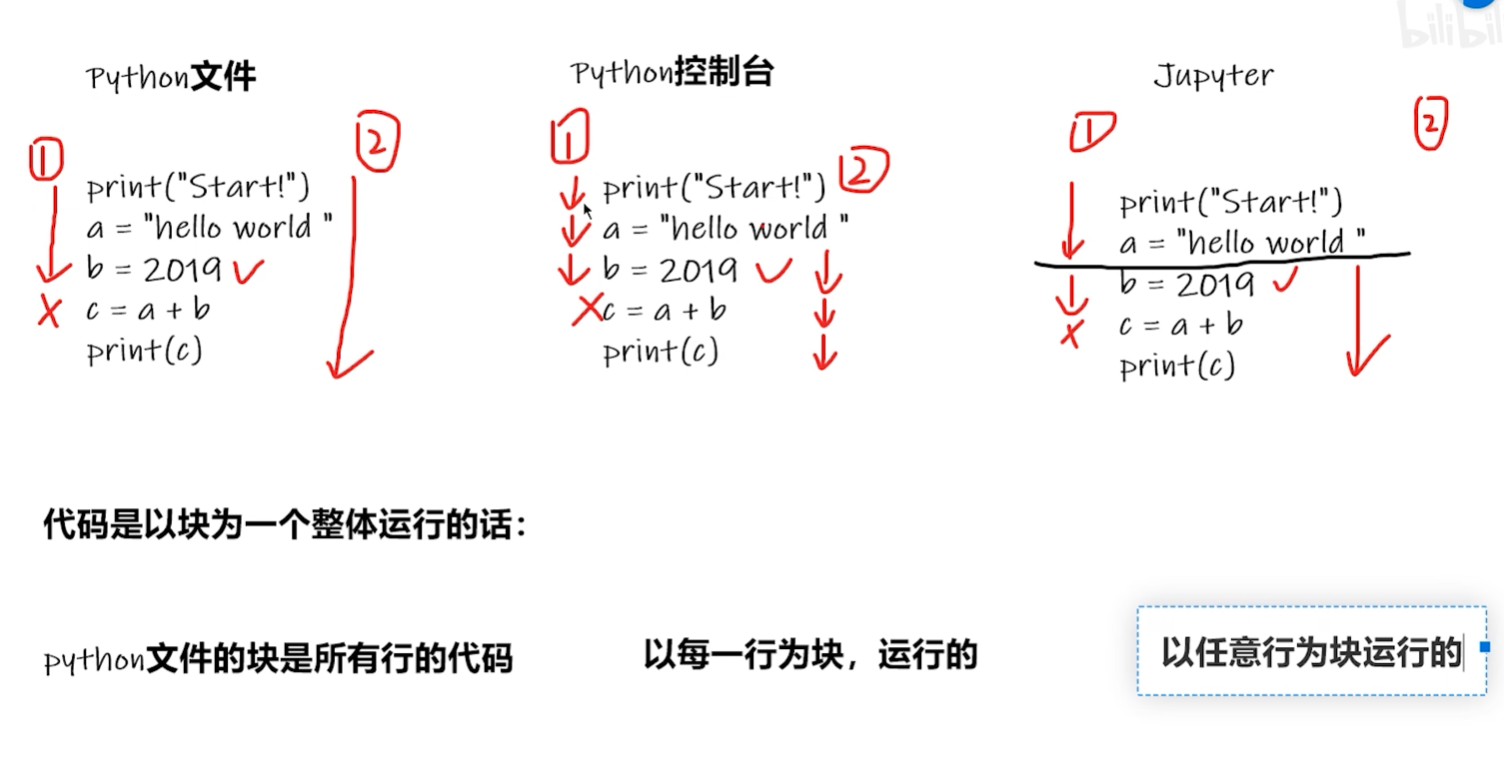 bilibil
Python文件
①
②
print("Start!")
a = "hello world "
b = 2019
c = a + b
print(c)
Python控制台
①
②
print("Start!")
a = "hello world "
b = 2019
c = a + b
print(c)
Jupyter
①
②
print("Start!")
a = "hello world "
b = 2019
c = a + b
print(c)
代码是以块为一个整体运行的话：
python文件的块是所有行的代码
以每一行为块，运行的
以任意行为块运行的